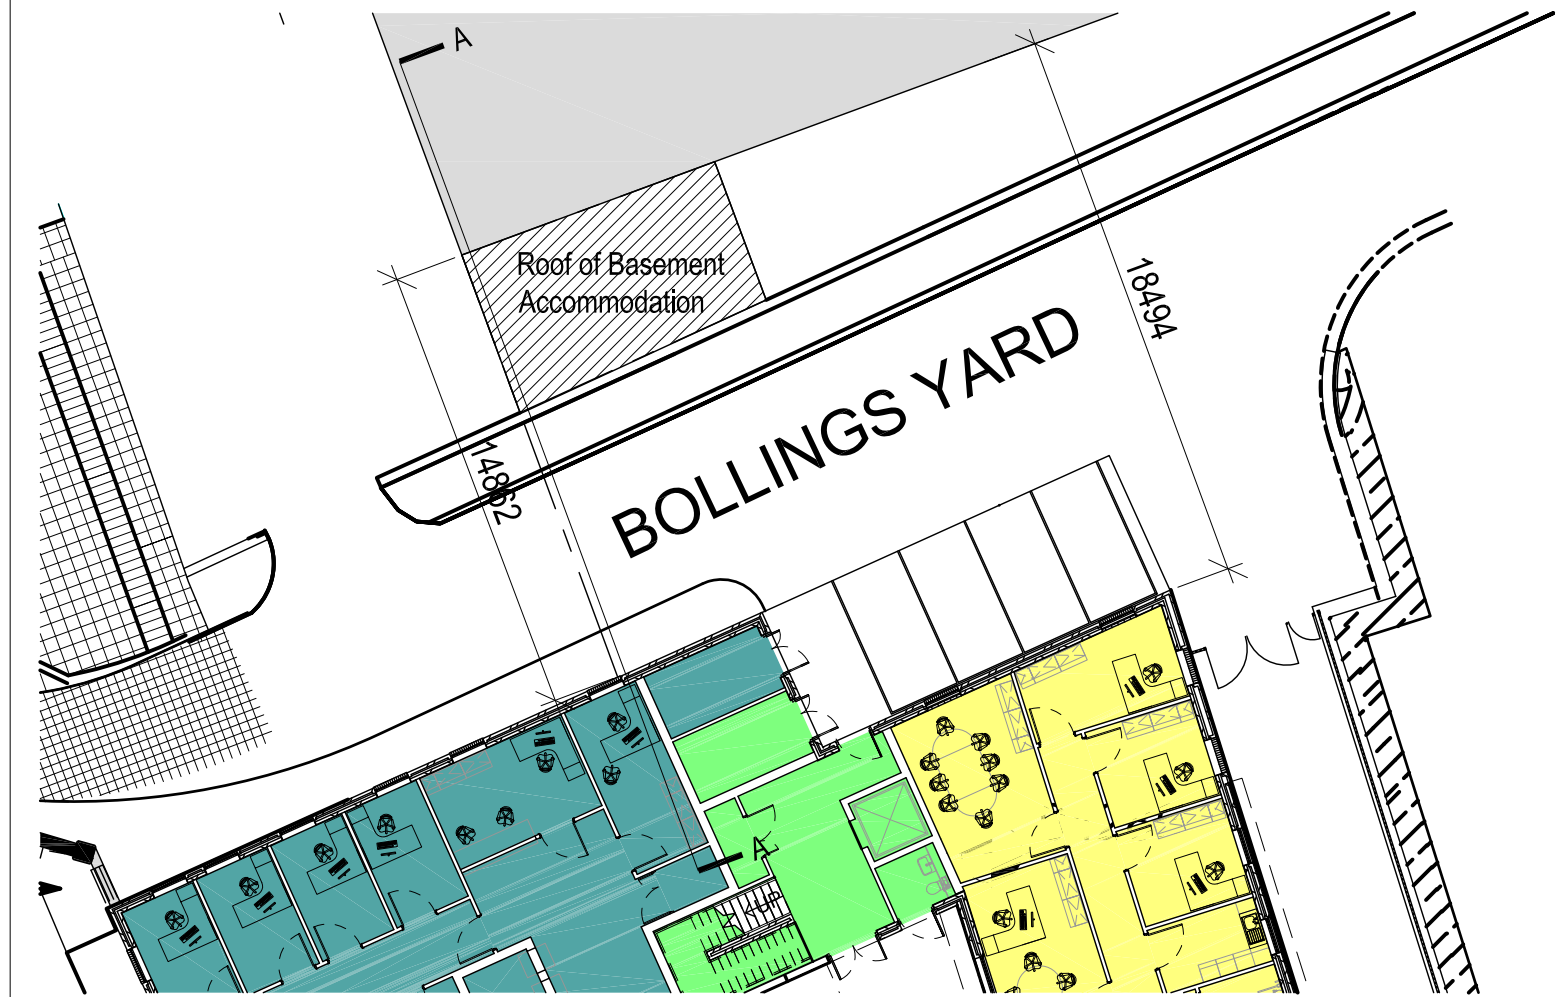 A
Roof of Basement
Accommodation
18494
14862
BOLLINGS YARD
A
UP